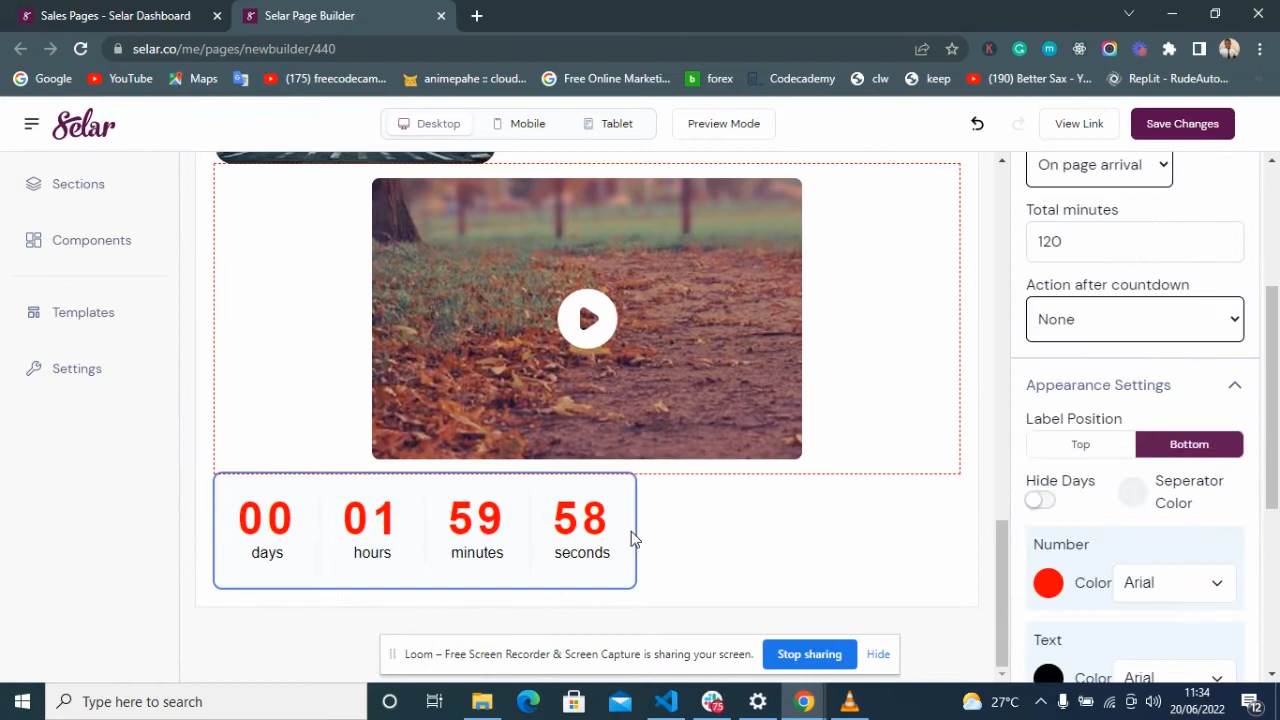 Sales Pages - Selar Dashboard
Selar Page Builder
selar.co/me/pages/newbuilder/440
Google
YouTube
Maps
(175) freecodecam...
animepahe :: cloud...
Free Online Marketi...
forex
Codecademy
clw
keep
(190) Better Sax - Y...
Repl.it - RudeAuto...
Selar
Desktop
Mobile
Tablet
Preview Mode
View Link
Save Changes
Sections
Components
Templates
Settings
On page arrival
Total minutes
120
Action after countdown
None
Appearance Settings
Label Position
Top
Bottom
Hide Days
Seperator
Color
Number
Color
Arial
Text
Color
Arial
00 01 59 58
days hours minutes seconds
Loom – Free Screen Recorder & Screen Capture is sharing your screen.
Stop sharing
Hide
Type here to search
75
27°C
11:34
20/06/2022
12